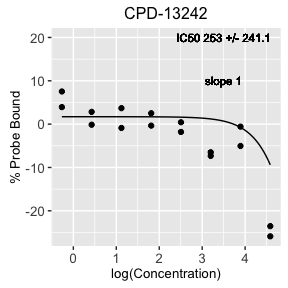 CPD-13242
IC50 253 +/- 241.1
slope 1
% Probe Bound
20
10
0
-10
-20
0
1
2
3
4
log(Concentration)